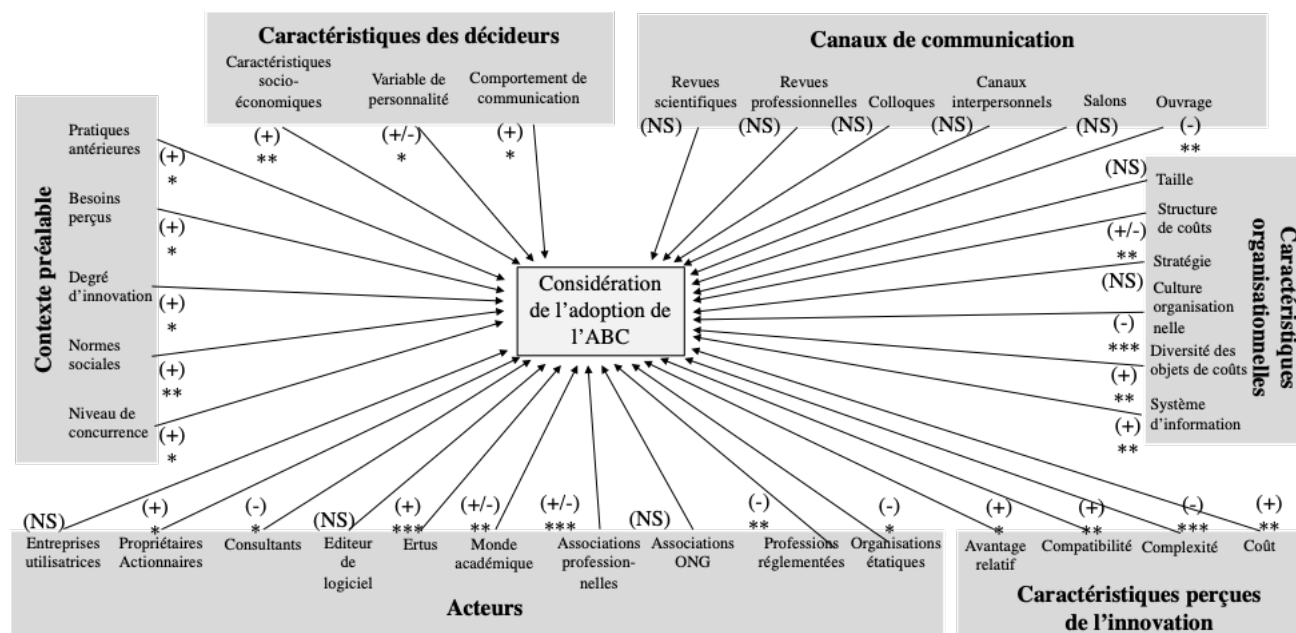 Caractéristiques des décideurs
Caractéristiques
socio-
économiques
(+)
**
Variable de
personnalité
(+/-)
*
Comportement de
communication
(+)
*
Canaux de communication
Revues
scientifiques
(NS)
Revues
professionnelles
(NS)
Colloques
(NS)
Canaux
interpersonnels
(NS)
Salons
(NS)
Ouvrage
(-)
**
Contexte préalable
Pratiques
antérieures
(+)
*
Besoins
perçus
(+)
*
Degré
d’innovation
(+)
*
Normes
sociales
(+)
**
Niveau de
concurrence
(+)
*
Considération
de l’adoption de
l’ABC
Caractéristiques
organisationnelles
(NS)
Taille
Structure
de coûts
(+/-)
**
Stratégie
(NS)
Culture
organisation
nelle
(-)
***
Diversité des
objets de coûts
(+)
**
Système
d’information
(+)
**
(NS)
Entreprises
utilisatrices
(+)
*
Propriétaires
Actionnaires
(-)
*
Consultants
(NS)
Editeur
de
logiciel
(+)
***
Ertus
(+/-)
**
Monde
académique
(+/-)
***
Associations
profession-
nelles
(NS)
Associations
ONG
(-)
**
Professions
réglementées
(-)
*
Organisations
étatiques
Acteurs
(+)
*
Avantage
relatif
(+)
**
Compatibilité
(-)
***
Complexité
(+)
**
Coût
Caractéristiques perçues
de l’innovation